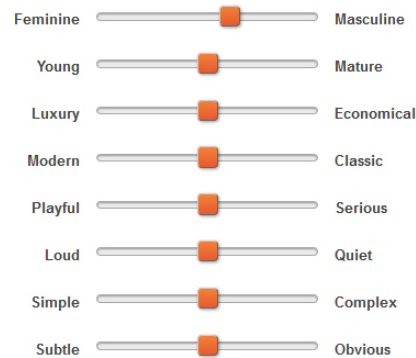 Feminine Masculine
Young Mature
Luxury Economical
Modern Classic
Playful Serious
Loud Quiet
Simple Complex
Subtle Obvious